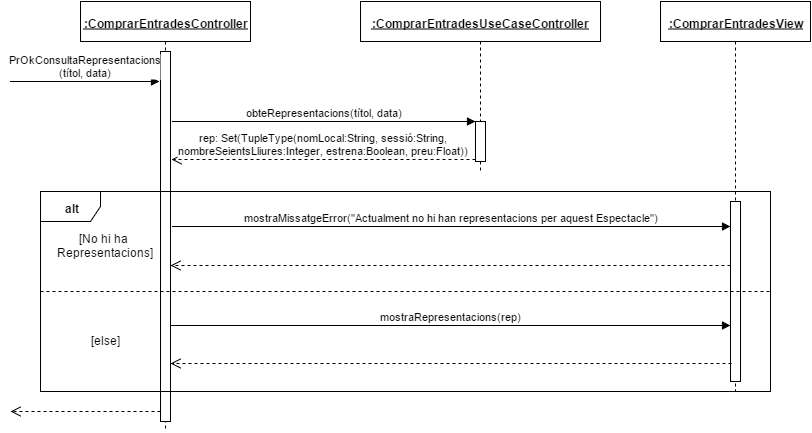 :ComprarEntradesController
:ComprarEntradesUseCaseController
:ComprarEntradesView
PrOkConsultaRepresentacions
(títol, data)
obteRepresentacions(títol, data)
rep: Set(TupleType(nomLocal:String, sessió:String,
nombreSeientsLliures:Integer, estrena:Boolean, preu:Float))
alt
mostraMissatgeError("Actualment no hi han representacions per aquest Espectacle")
[No hi ha
Representacions]
mostraRepresentacions(rep)
[else]